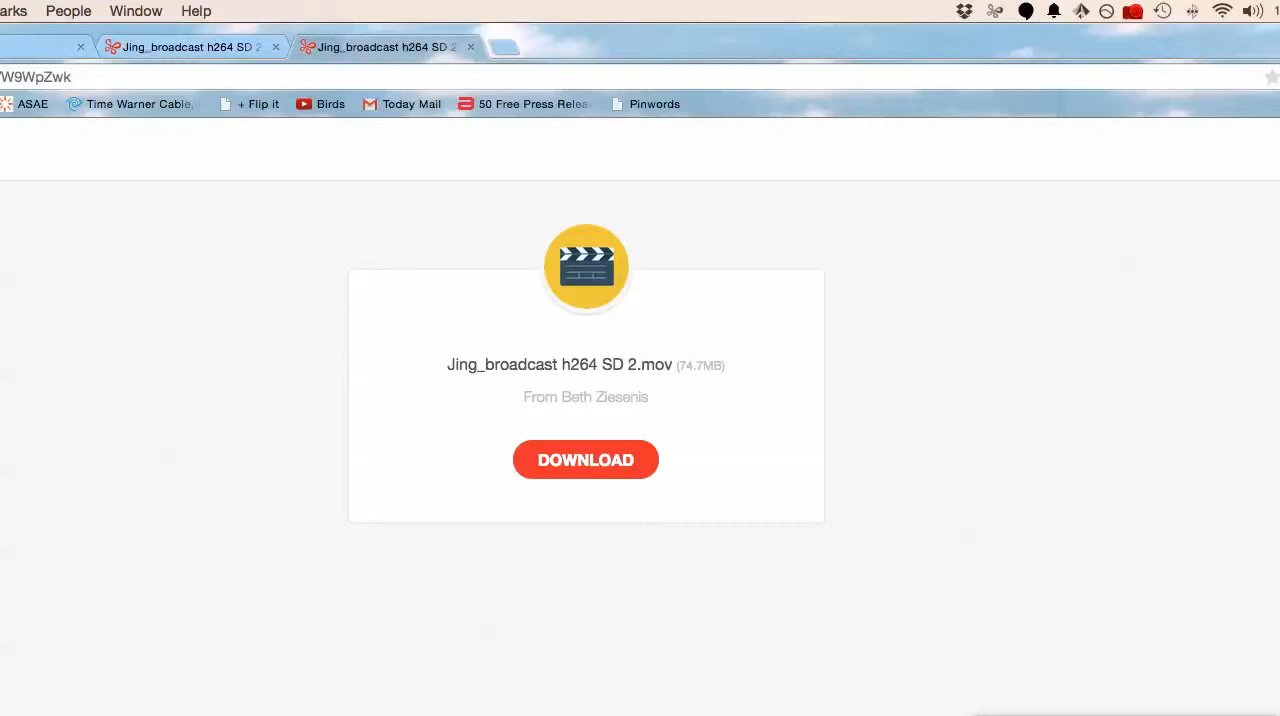 arks People Window Help
Jing_broadcast h264 SD 2 Jing_broadcast h264 SD 2
W9WpZwk
ASAE Time Warner Cable, + Flip it Birds Today Mail 50 Free Press Relea Pinwords
Jing_broadcast h264 SD 2.mov (74.7MB)
From Beth Ziesenis
DOWNLOAD